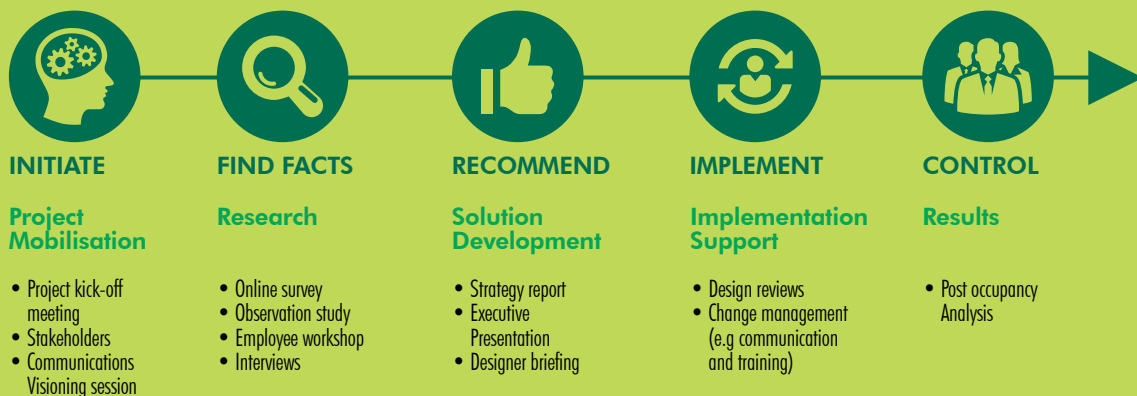 INITIATE
Project
Mobilisation
• Project kick-off
meeting
• Stakeholders
• Communications
Visioning session
FIND FACTS
Research
• Online survey
• Observation study
• Employee workshop
• Interviews
RECOMMEND
Solution
Development
• Strategy report
• Executive
Presentation
• Designer briefing
IMPLEMENT
Implementation
Support
• Design reviews
• Change management
(e.g communication
and training)
CONTROL
Results
• Post occupancy
Analysis